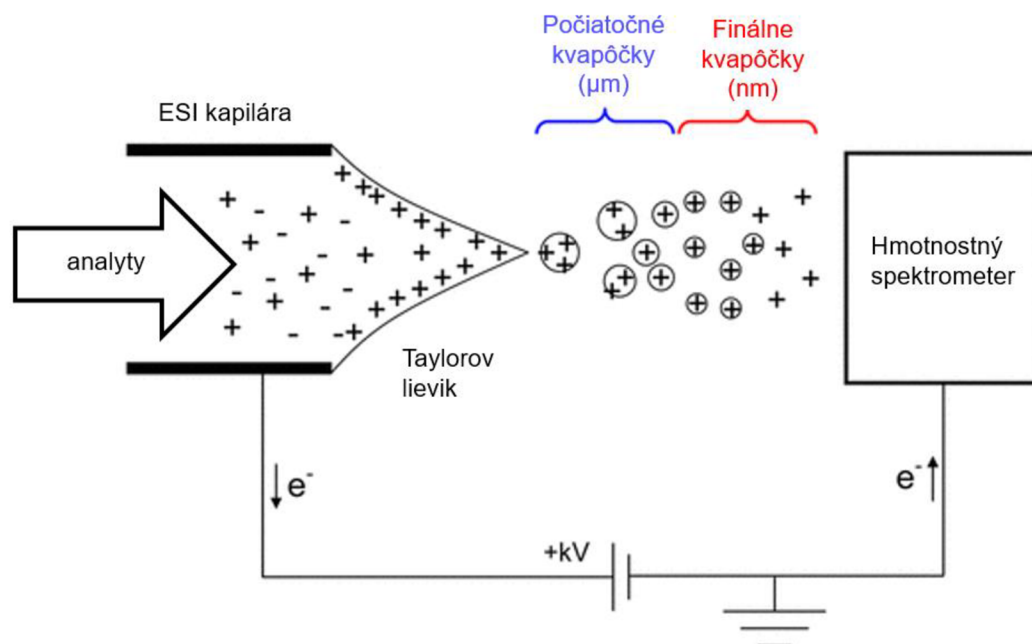 Počiatočné
kvapôčky
(μm)
Finálne
kvapôčky
(nm)
ESI kapilára
analyty
Hmotnostný
spektrometer
Taylorov
lievik
e-
e-
+kV